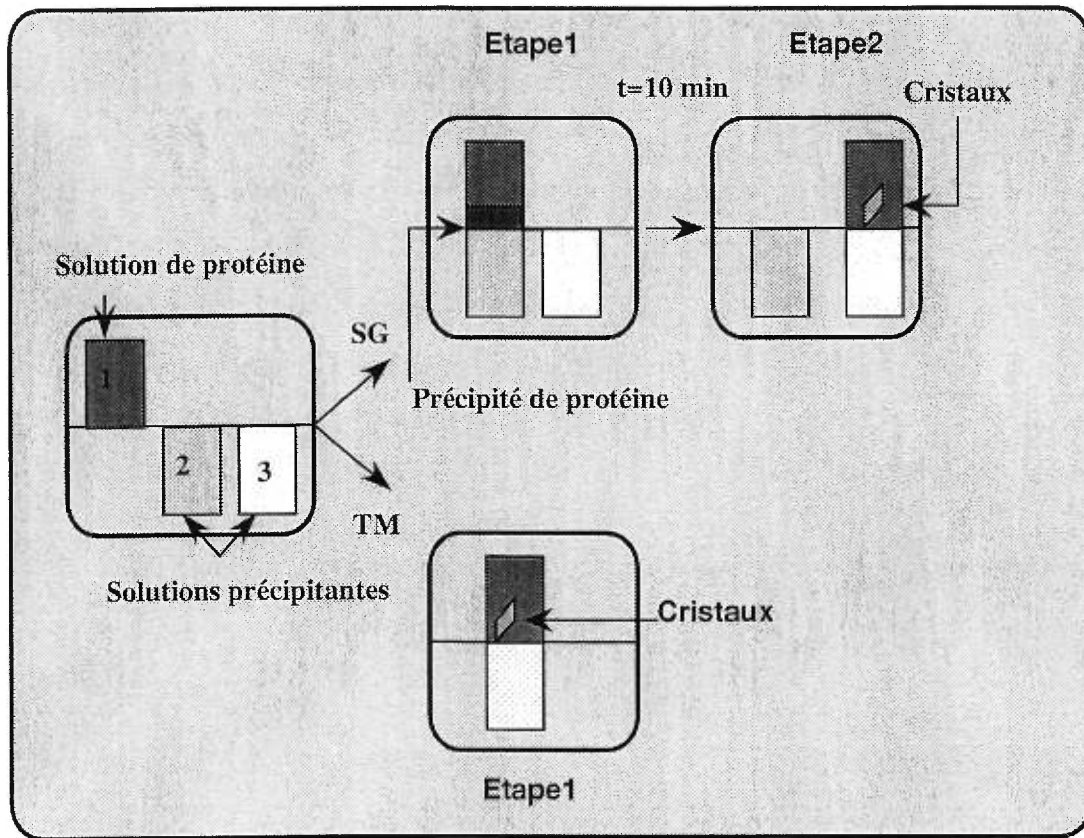 Etape1
Etape2
t=10 min
Cristaux
Solution de protéine
SG
1
Précipité de protéine
2
3
TM
Solutions précipitantes
Cristaux
Etape1